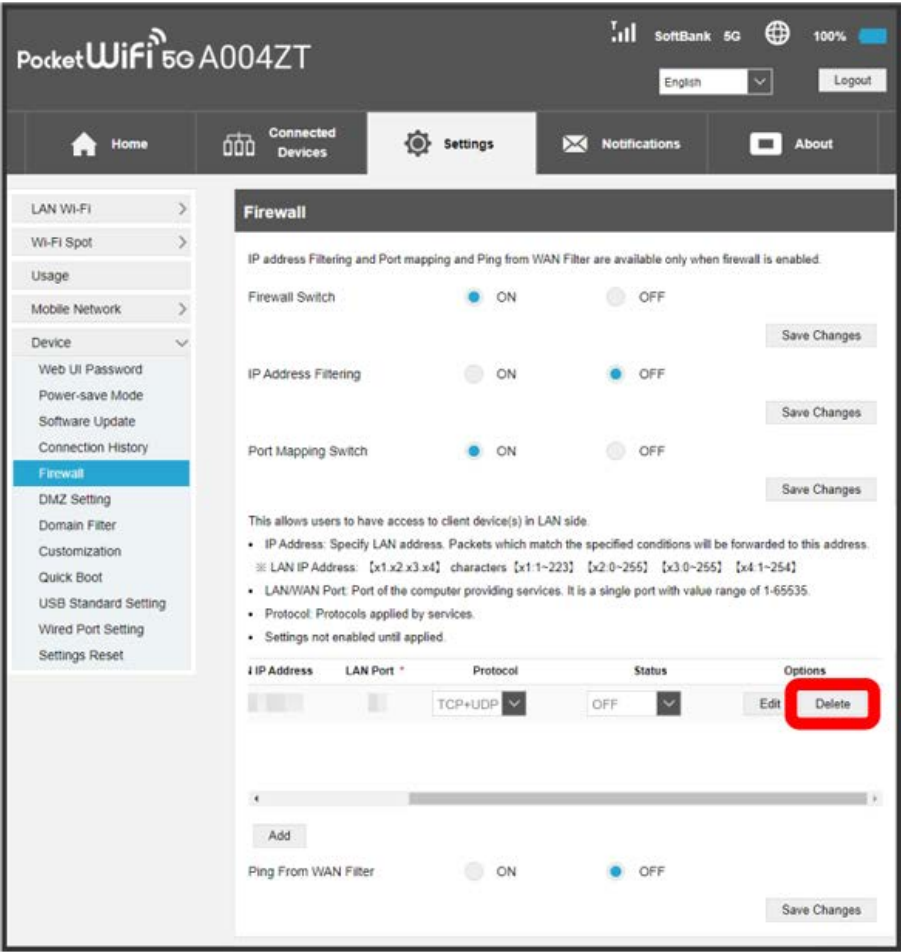 PocketWiFi 5G A004ZT
SoftBank 5G 100%
English Logout
Home
Connected Devices
Settings
Notifications
About
LAN Wi-Fi
Wi-Fi Spot
Usage
Mobile Network
Device
Web UI Password
Power-save Mode
Software Update
Connection History
Firewall
DMZ Setting
Domain Filter
Customization
Quick Boot
USB Standard Setting
Wired Port Setting
Settings Reset
Firewall
IP address Filtering and Port mapping and Ping from WAN Filter are available only when firewall is enabled.
Firewall Switch ON OFF
Save Changes
IP Address Filtering ON OFF
Save Changes
Port Mapping Switch ON OFF
Save Changes
This allows users to have access to client device(s) in LAN side.
• IP Address: Specify LAN address. Packets which match the specified conditions will be forwarded to this address.
※ LAN IP Address: 【x1.x2.x3.x4】 characters 【x1:1~223】 【x2:0~255】 【x3:0~255】 【x4:1~254】
• LAN/WAN Port: Port of the computer providing services. It is a single port with value range of 1-65535.
• Protocol: Protocols applied by services.
• Settings not enabled until applied.
IP Address LAN Port * Protocol Status Options
TCP+UDP OFF Edit Delete
Add
Ping From WAN Filter ON OFF
Save Changes